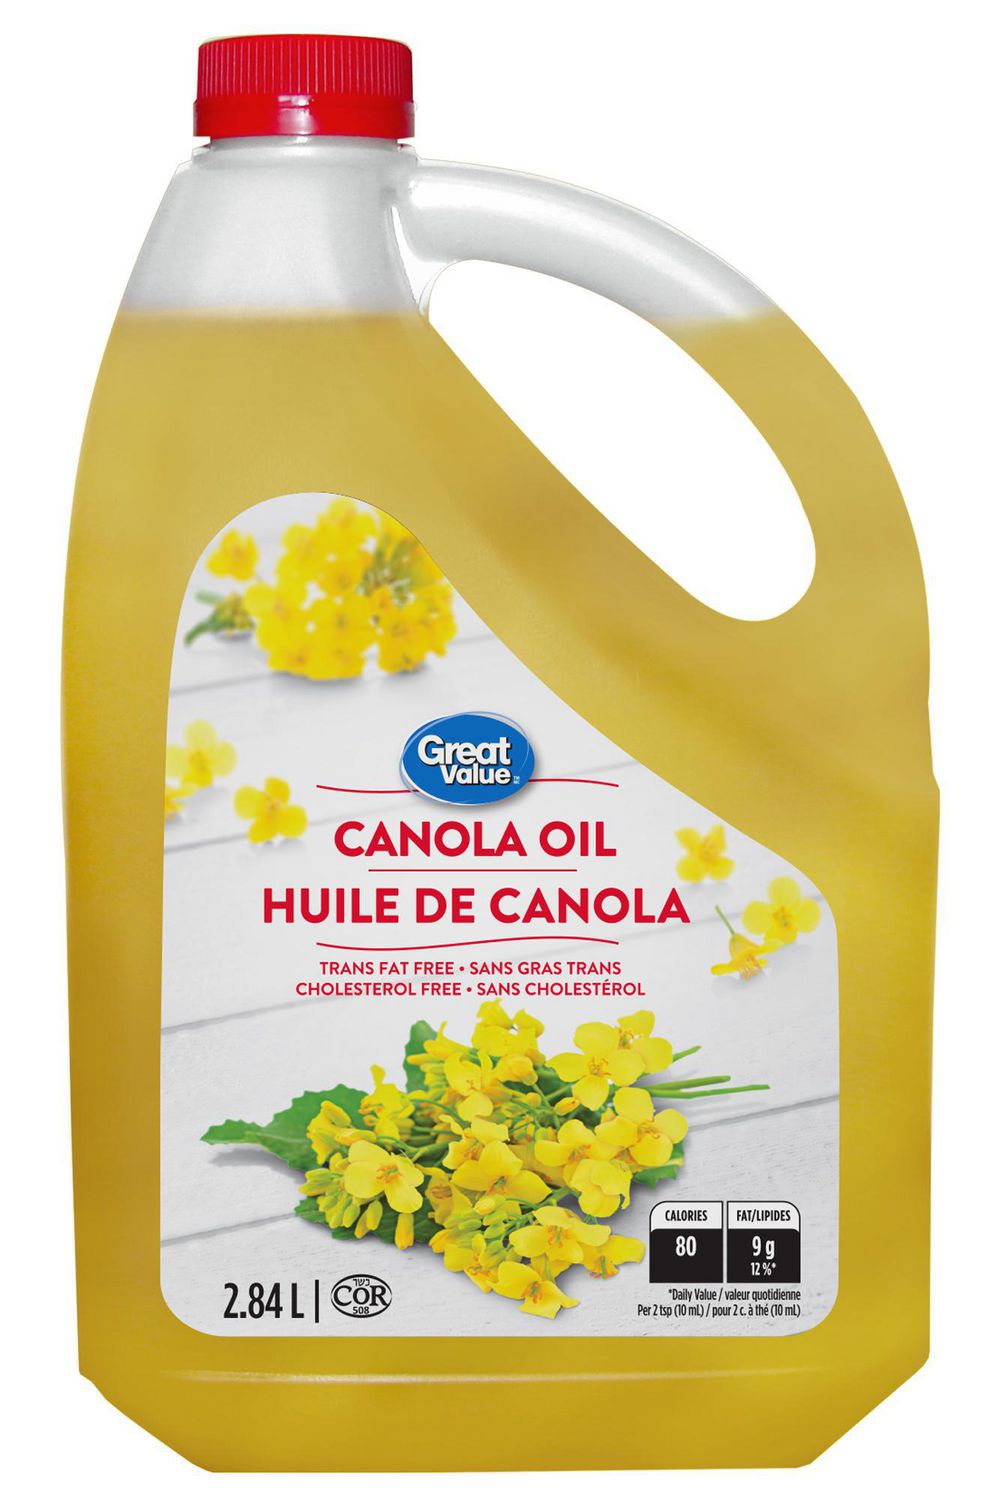 Great
Value
CANOLA OIL
HUILE DE CANOLA
TRANS FAT FREE • SANS GRAS TRANS
CHOLESTEROL FREE • SANS CHOLESTÉROL
CALORIES
80
FAT/LIPIDES
9 g
12 %*
*Daily Value / valeur quotidienne
Per 2 tsp (10 mL) / pour 2 c. à thé (10 mL)
2.84 L
כשר
COR
508